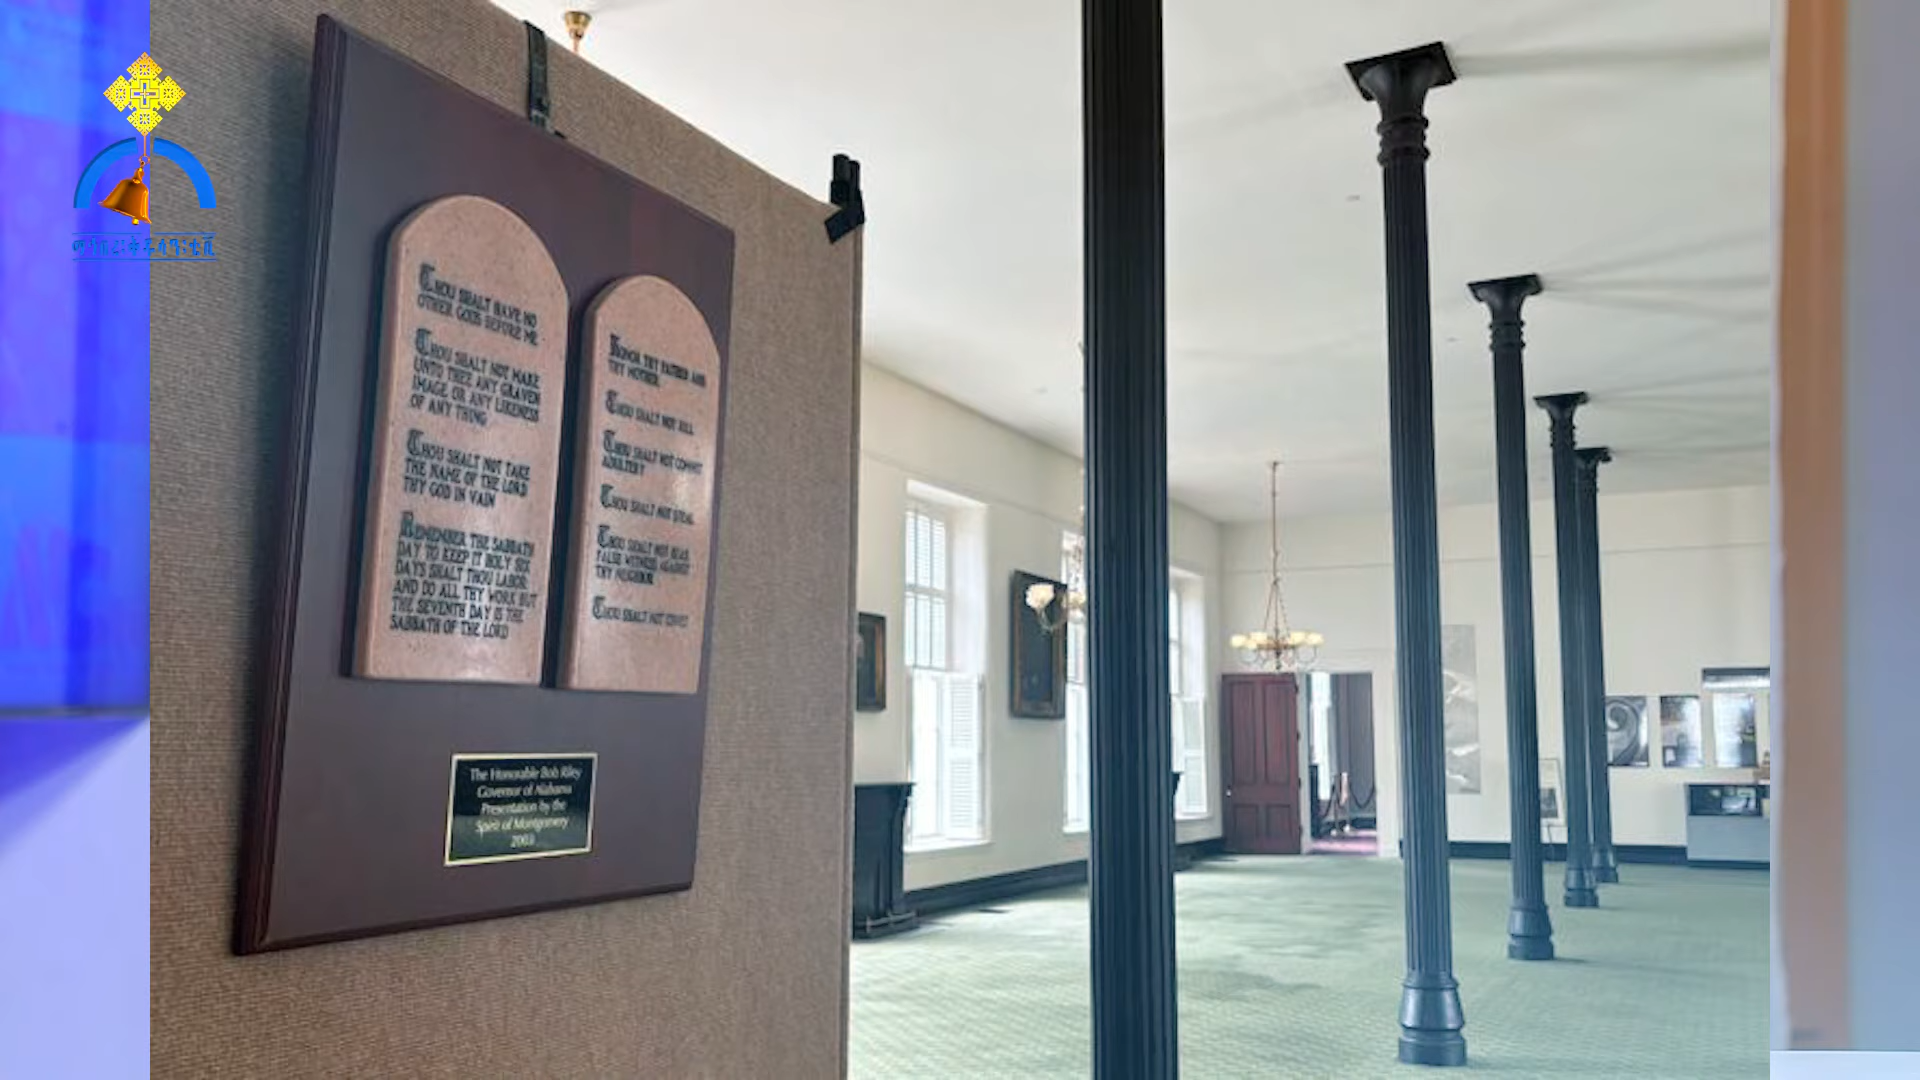 THOU SHALT HAVE NO
OTHER GODS BEFORE ME
THOU SHALT NOT MAKE
UNTO THEE ANY GRAVEN
IMAGE OR ANY LIKENESS
OF ANY THING
THOU SHALT NOT TAKE
THE NAME OF THE LORD
THY GOD IN VAIN
REMEMBER THE SABBATH
DAY TO KEEP IT HOLY SIX
DAYS SHALT THOU LABOR
AND DO ALL THY WORK BUT
THE SEVENTH DAY IS THE
SABBATH OF THE LORD
HONOR THY FATHER AND
THY MOTHER
THOU SHALT NOT KILL
THOU SHALT NOT COMMIT
ADULTERY
THOU SHALT NOT STEAL
THOU SHALT NOT BEAR
FALSE WITNESS AGAINST
THY NEIGHBOR
THOU SHALT NOT COVET
The Honorable Bob Riley
Governor of Alabama
Presentation by the
Spirit of Montgomery
2003